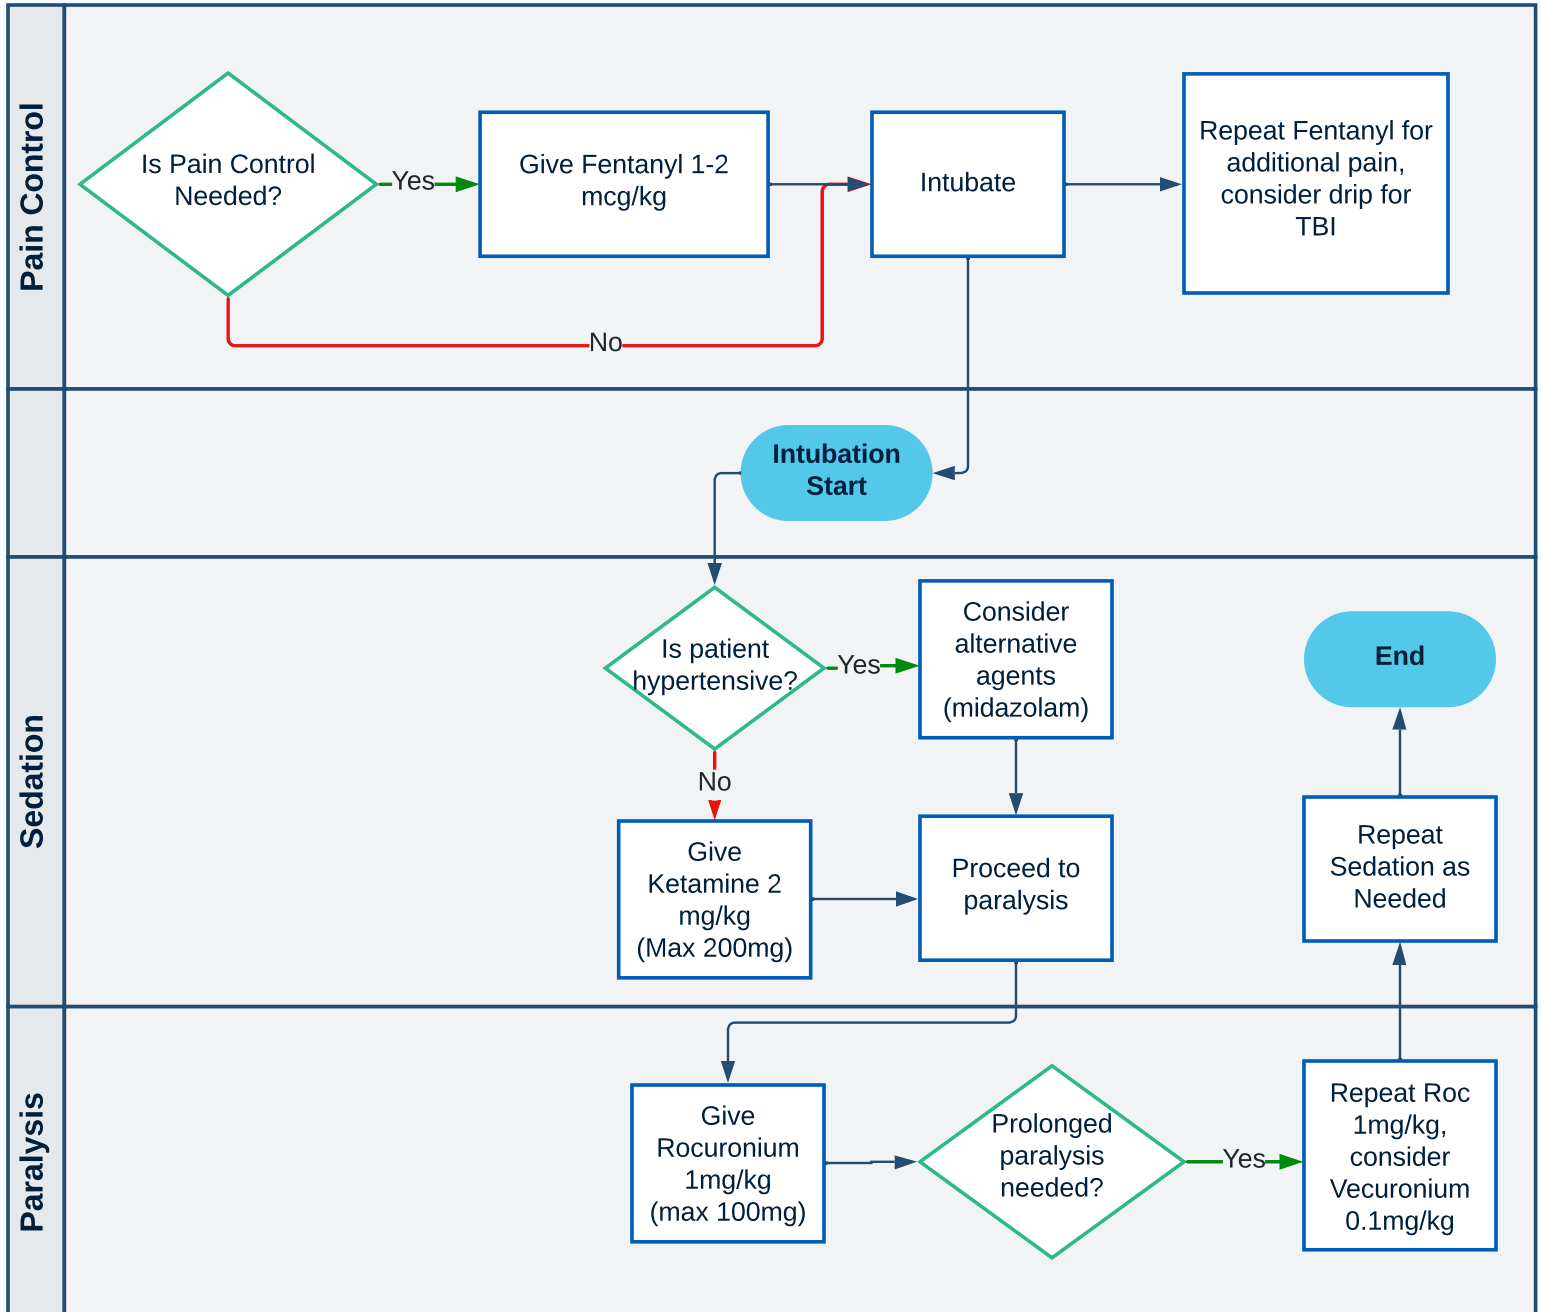 Pain Control
Is Pain Control
Needed?
Yes
Give Fentanyl 1-2
mcg/kg
Intubate
Repeat Fentanyl for
additional pain,
consider drip for
TBI
No
Intubation
Start
Sedation
Is patient
hypertensive?
Yes
Consider
alternative
agents
(midazolam)
End
No
Give
Ketamine 2
mg/kg
(Max 200mg)
Proceed to
paralysis
Repeat
Sedation as
Needed
Paralysis
Give
Rocuronium
1mg/kg
(max 100mg)
Prolonged
paralysis
needed?
Yes
Repeat Roc
1mg/kg,
consider
Vecuronium
0.1mg/kg